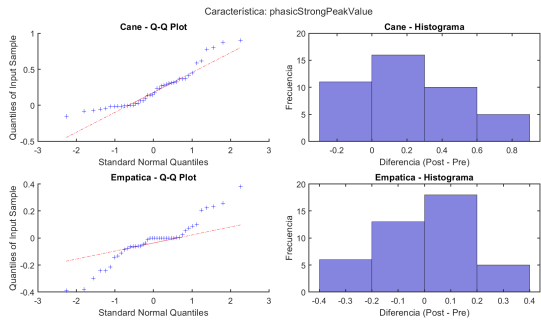 Característica: phasicStrongPeakValue
Cane - Q-Q Plot
Quantiles of Input Sample
1
0.5
0
-0.5
-3 -2 -1 0 1 2 3
Standard Normal Quantiles
Cane - Histograma
Frecuencia
20
15
10
5
0
-0.2 0 0.2 0.4 0.6 0.8
Diferencia (Post - Pre)
Empatica - Q-Q Plot
Quantiles of Input Sample
0.4
0.2
0
-0.2
-0.4
-3 -2 -1 0 1 2 3
Standard Normal Quantiles
Empatica - Histograma
Frecuencia
20
15
10
5
0
-0.4 -0.3 -0.2 -0.1 0 0.1 0.2 0.3 0.4
Diferencia (Post - Pre)